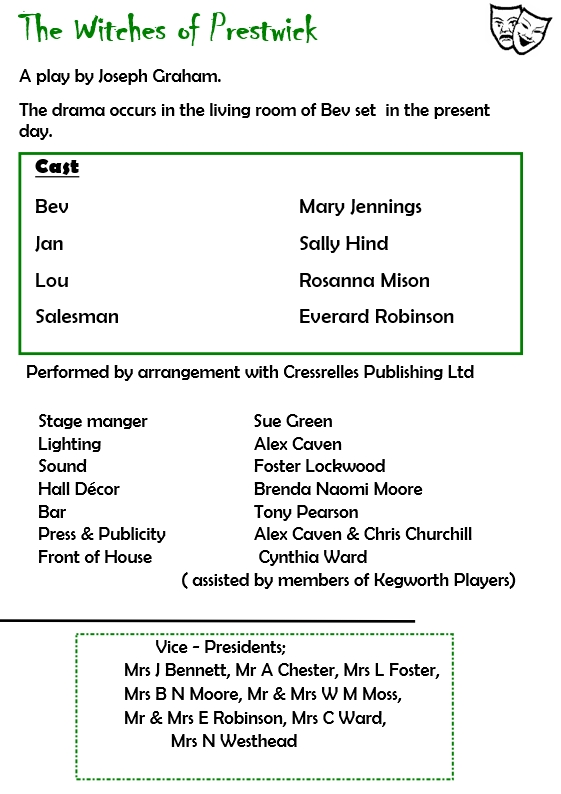 The Witches of Prestwick
A play by Joseph Graham.
The drama occurs in the living room of Bev set in the present
day.
Cast
Bev Mary Jennings
Jan Sally Hind
Lou Rosanna Mison
Salesman Everard Robinson
Performed by arrangement with Cressrelles Publishing Ltd
Stage manger Sue Green
Lighting Alex Caven
Sound Foster Lockwood
Hall Décor Brenda Naomi Moore
Bar Tony Pearson
Press & Publicity Alex Caven & Chris Churchill
Front of House Cynthia Ward
( assisted by members of Kegworth Players)
Vice - Presidents;
Mrs J Bennett, Mr A Chester, Mrs L Foster,
Mrs B N Moore, Mr & Mrs W M Moss,
Mr & Mrs E Robinson, Mrs C Ward,
Mrs N Westhead